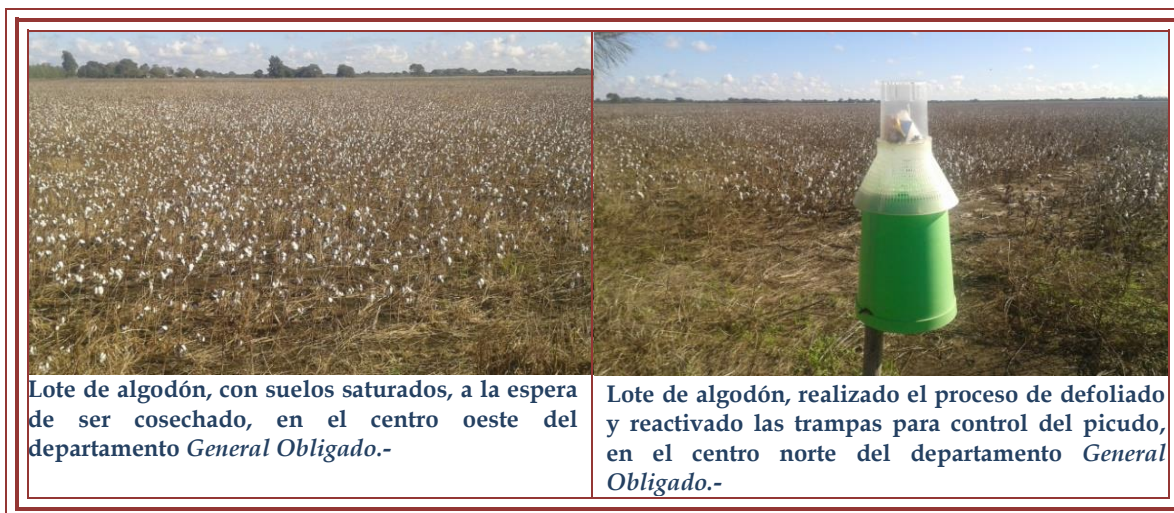 Lote de algodón, con suelos saturados, a la espera
de ser cosechado, en el centro oeste del
departamento General Obligado.-
Lote de algodón, realizado el proceso de defoliado
y reactivado las trampas para control del picudo,
en el centro norte del departamento General
Obligado.-